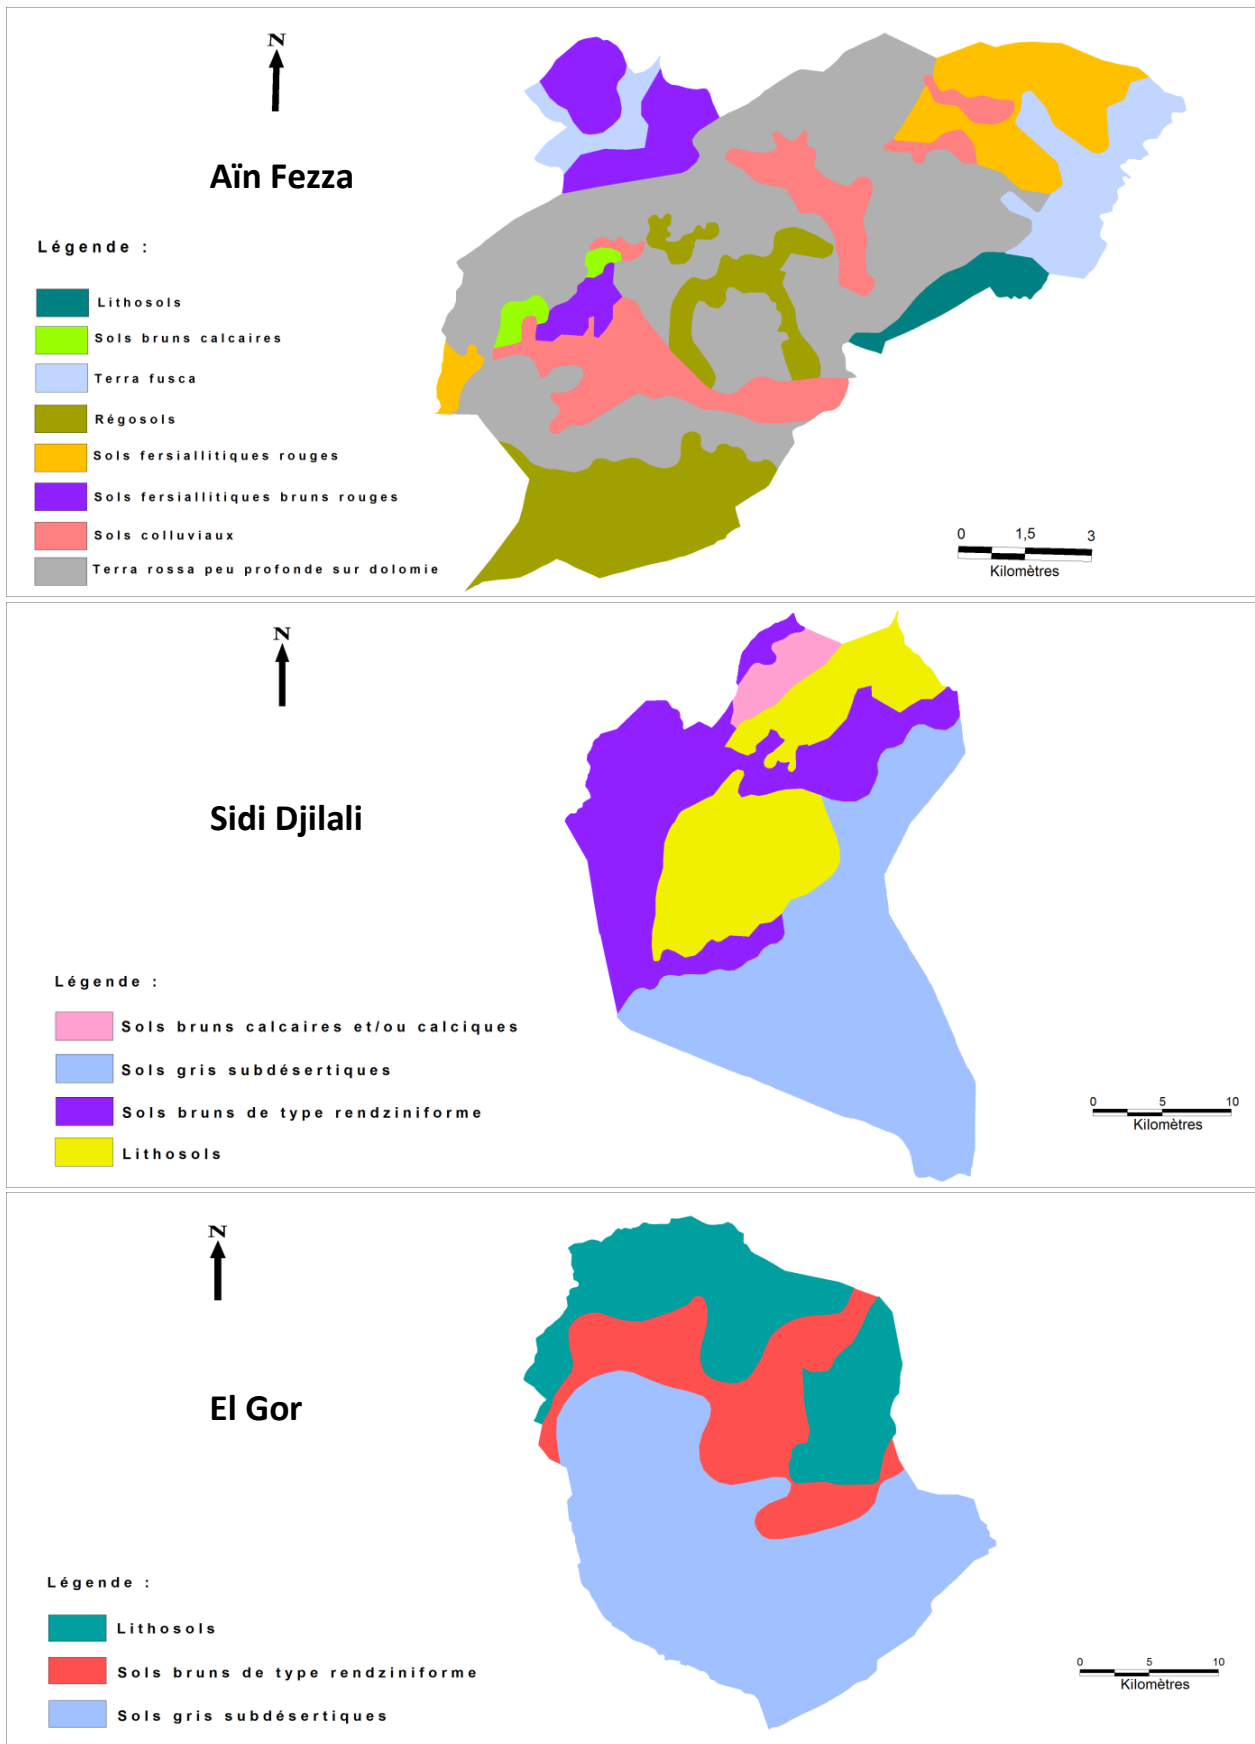 N
Aïn Fezza
Légende :
Lithosols
Sols bruns calcaires
Terra fusca
Régosols
Sols fersiallitiques rouges
Sols fersiallitiques bruns rouges
Sols colluviaux
Terra rossa peu profonde sur dolomie
0 1,5 3
Kilomètres
N
Sidi Djilali
Légende :
Sols bruns calcaires et/ou calciques
Sols gris subdésertiques
Sols bruns de type rendziniforme
Lithosols
0 5 10
Kilomètres
N
El Gor
Légende :
Lithosols
Sols bruns de type rendziniforme
Sols gris subdésertiques
0 5 10
Kilomètres